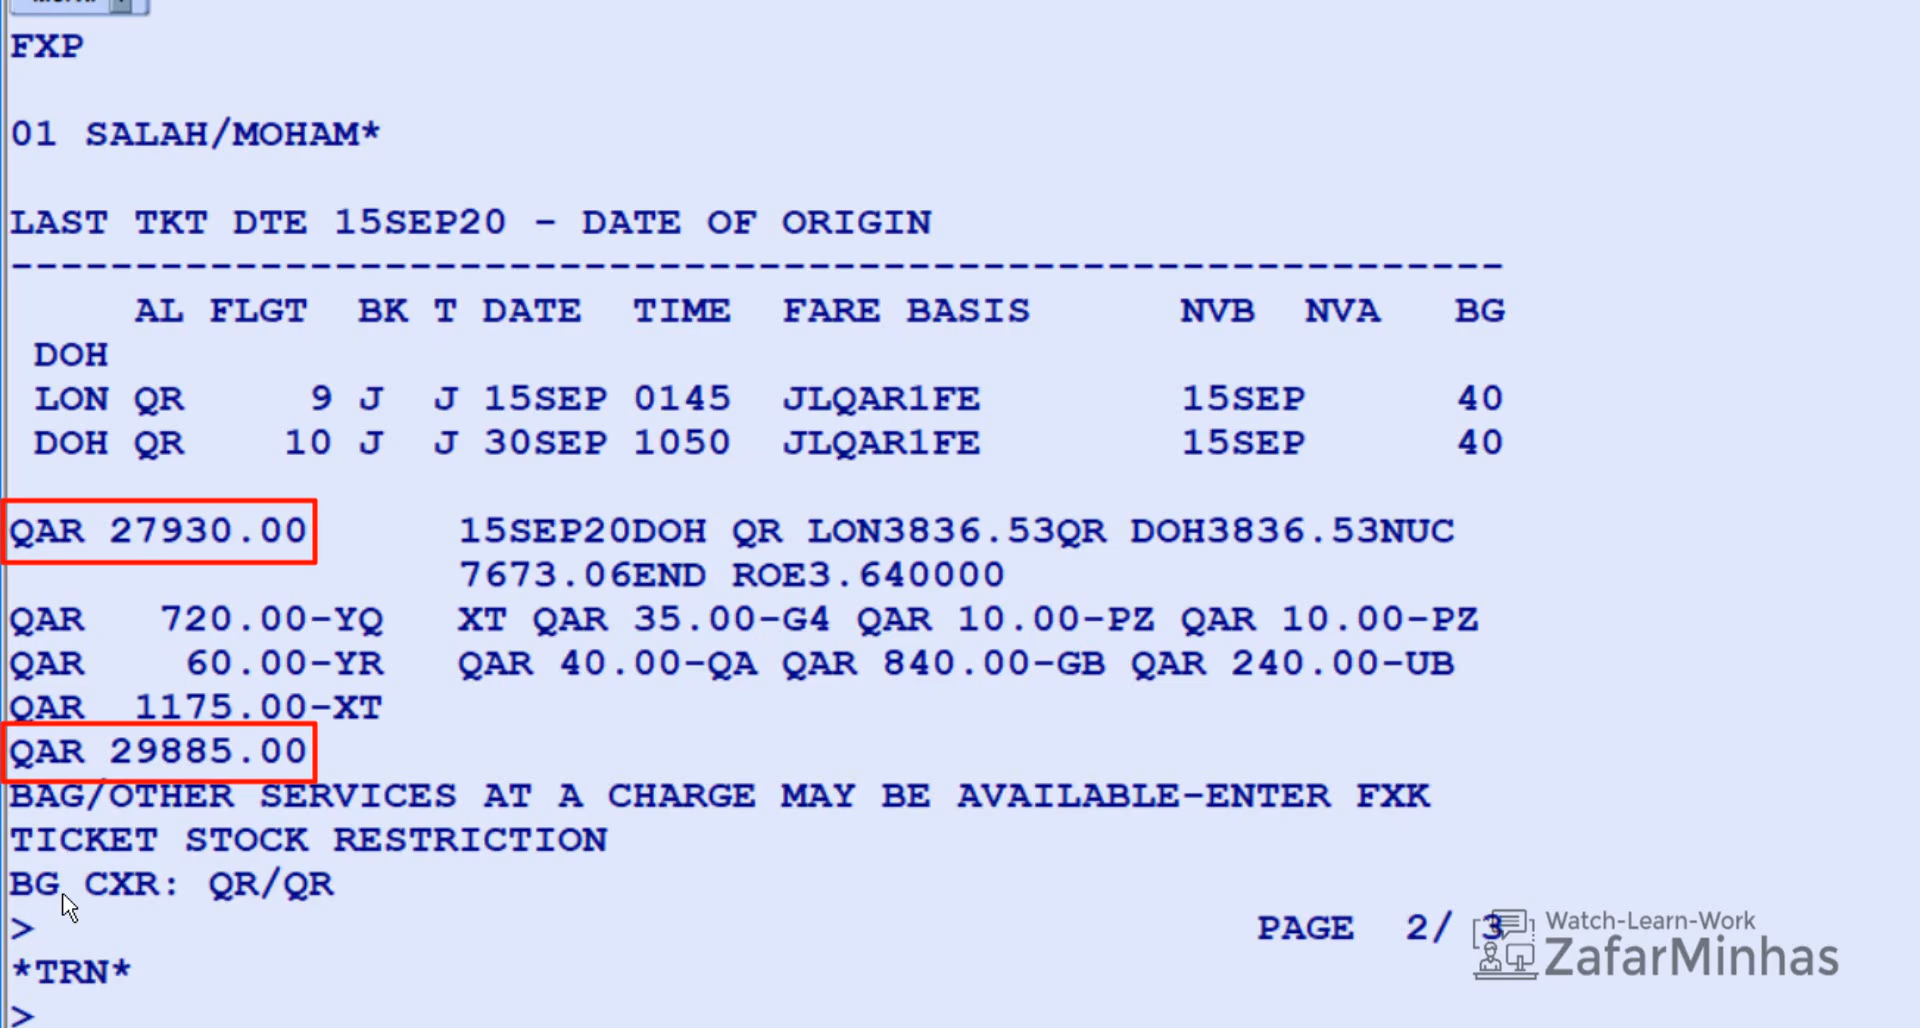 FXP
01 SALAH/MOHAM*
LAST TKT DTE 15SEP20 - DATE OF ORIGIN
------------------------------------------------------------
AL FLGT BK T DATE TIME FARE BASIS NVB NVA BG
DOH
LON QR 9 J J 15SEP 0145 JLQAR1FE 15SEP 40
DOH QR 10 J J 30SEP 1050 JLQAR1FE 15SEP 40
QAR 27930.00 15SEP20DOH QR LON3836.53QR DOH3836.53NUC
7673.06END ROE3.640000
QAR 720.00-YQ XT QAR 35.00-G4 QAR 10.00-PZ QAR 10.00-PZ
QAR 60.00-YR QAR 40.00-QA QAR 840.00-GB QAR 240.00-UB
QAR 1175.00-XT
QAR 29885.00
BAG/OTHER SERVICES AT A CHARGE MAY BE AVAILABLE-ENTER FXK
TICKET STOCK RESTRICTION
BG CXR: QR/QR
> PAGE 2/ 3
Watch-Learn-Work
ZafarMinhas
*TRN*
>